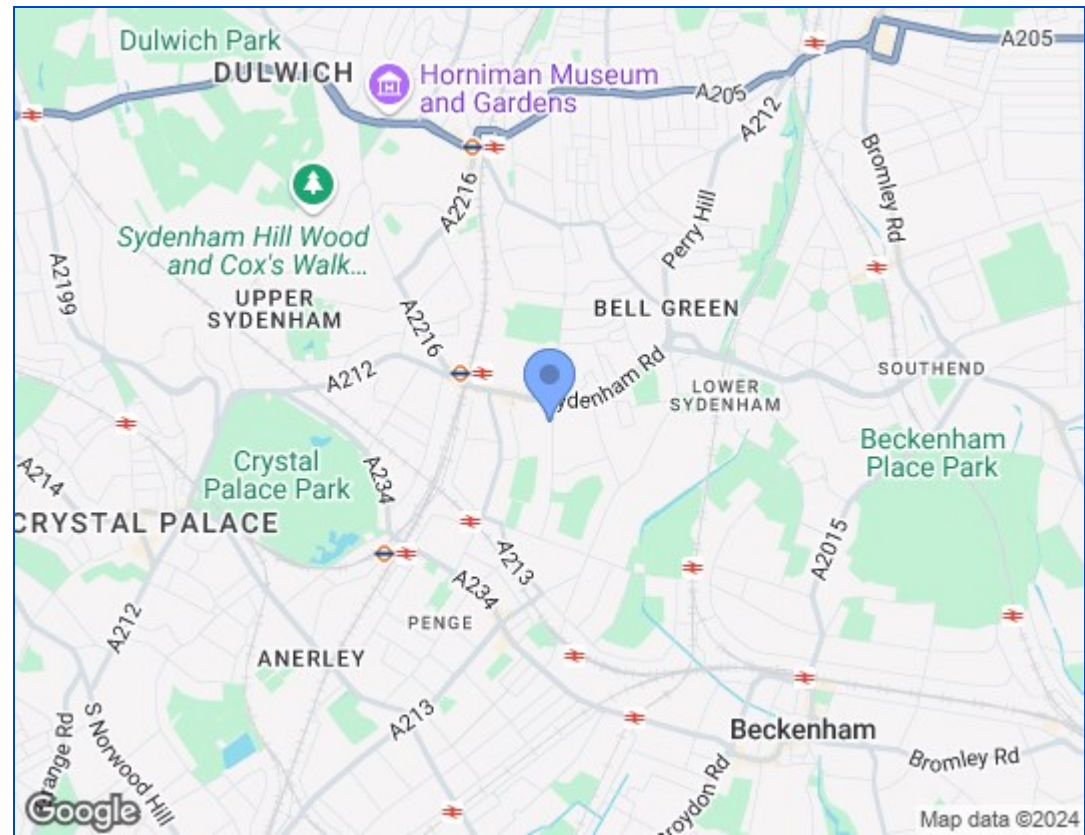 Dulwich Park
DULWICH
Horniman Museum
and Gardens
A205
A205
A212
A2216
Bromley Rd
Perry Hill
Sydenham Hill Wood
and Cox's Walk...
A2199
UPPER
SYDENHAM
A2216
BELL GREEN
A212
ydenham Rd
LOWER
SYDENHAM
SOUTHEND
Crystal
Palace Park
A234
Beckenham
Place Park
A214
CRYSTAL PALACE
A213
A2015
A234
A212
PENGE
ANERLEY
A213
S Norwood Hill
Grange Rd
Beckenham
Bromley Rd
Croydon Rd
Google
Map data ©2024